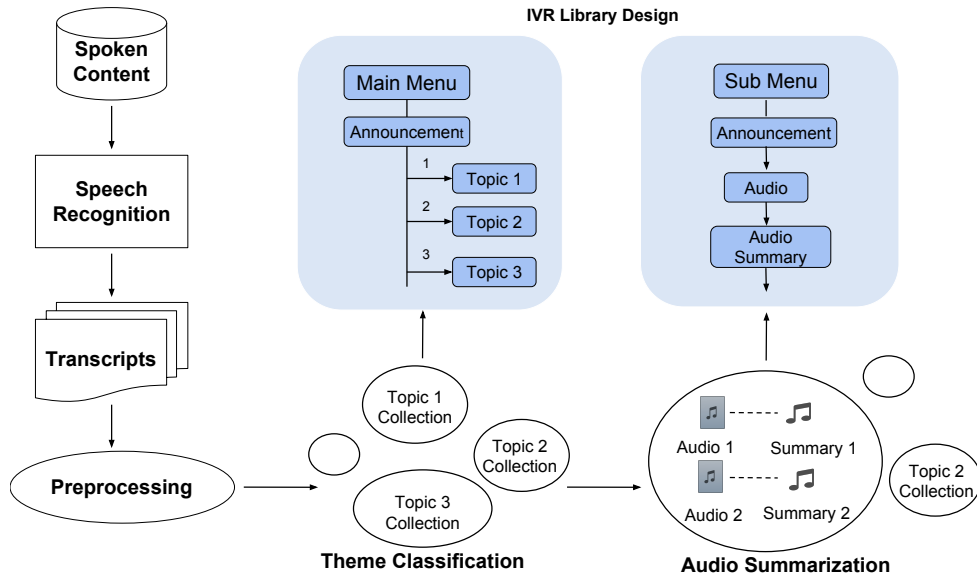 IVR Library Design
Spoken
Content
Speech
Recognition
Transcripts
Preprocessing
Main Menu
Announcement
1
Topic 1
2
Topic 2
3
Topic 3
Topic 1
Collection
Topic 2
Collection
Topic 3
Collection
Theme Classification
Sub Menu
Announcement
Audio
Audio
Summary
Audio 1
Summary 1
Audio 2
Summary 2
Topic 2
Collection
Audio Summarization